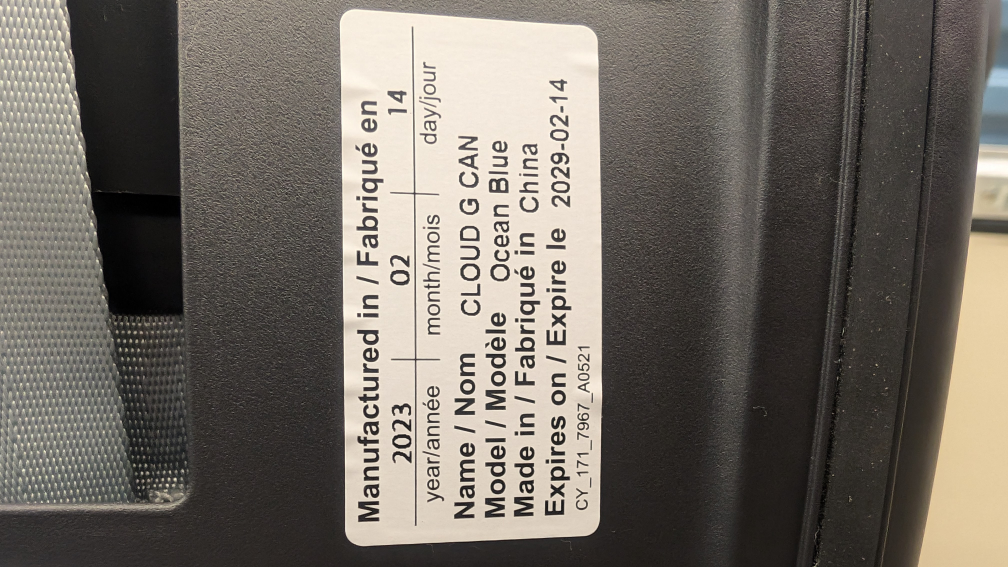 Manufactured in / Fabriqué en
2023 02 14
year/année month/mois day/jour
Name / Nom CLOUD G CAN
Model / Modèle Ocean Blue
Made in / Fabriqué in China
Expires on / Expire le 2029-02-14
CY_171_7967_A0521